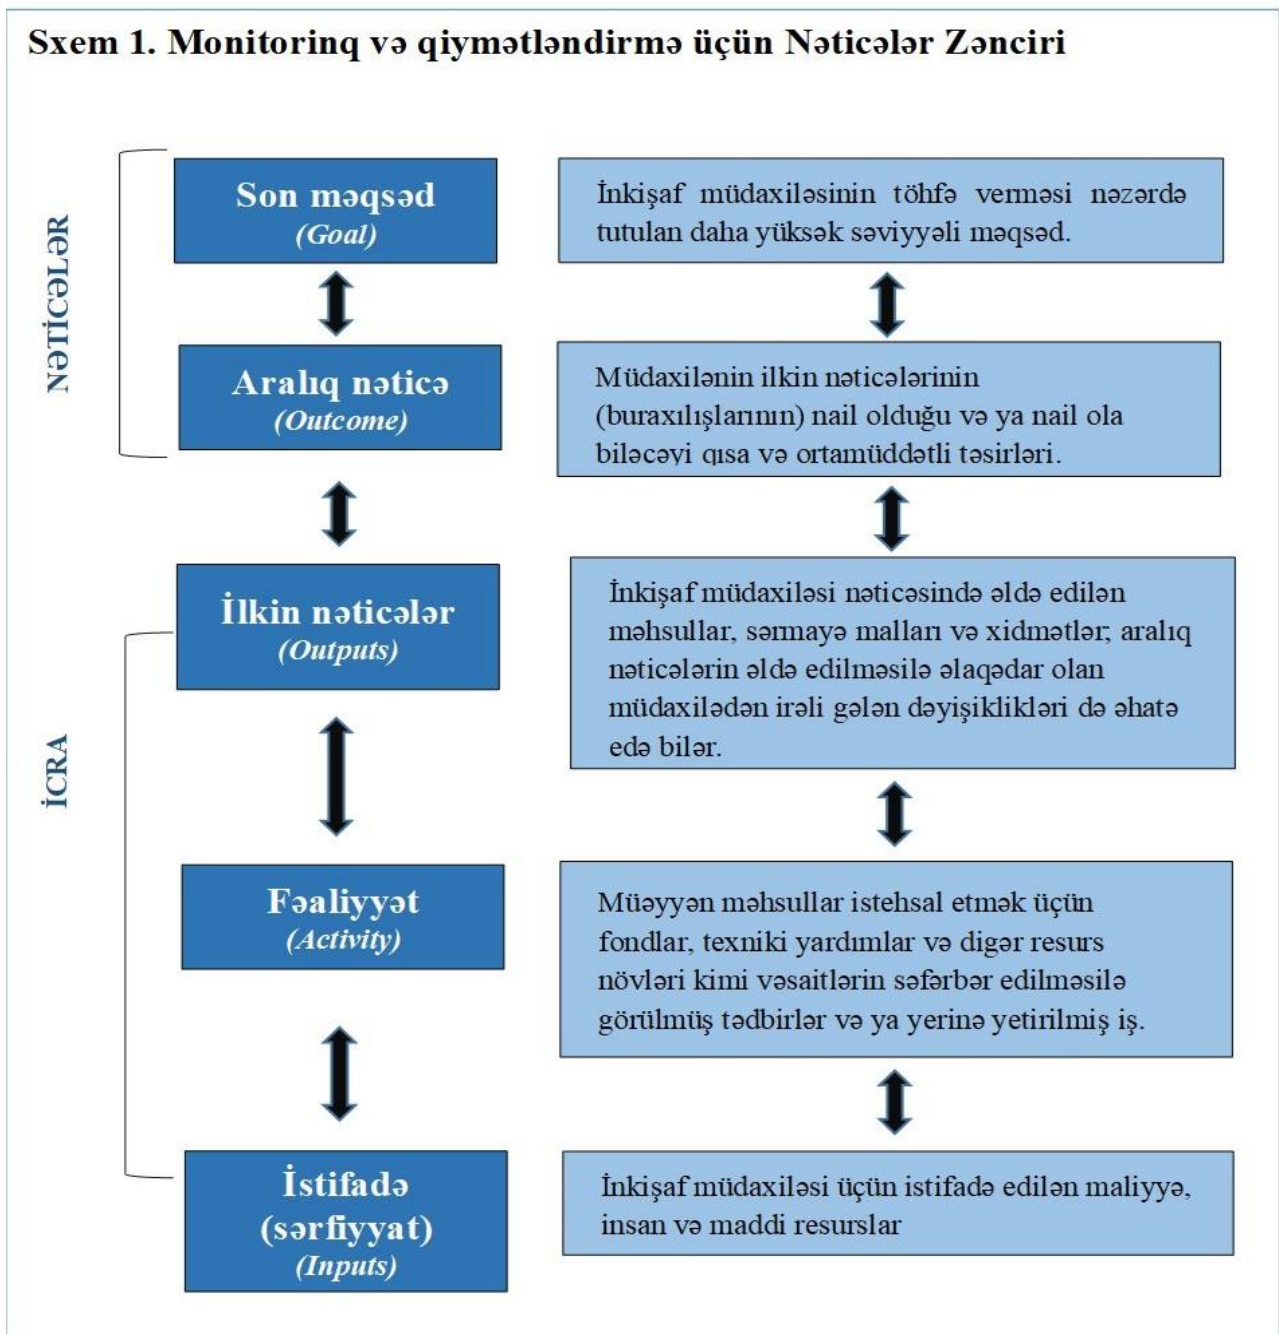 Sxem 1. Monitorinq və qiymətləndirmə üçün Nəticələr Zənciri
NƏTİCƏLƏR
Son məqsəd
(Goal)
İnkişaf müdaxiləsinin töhfə verməsi nəzərdə
tutulan daha yüksək səviyyəli məqsəd.
Aralıq nəticə
(Outcome)
Müdaxilənin ilkin nəticələrinin
(buraxılışlarının) nail olduğu və ya nail ola
biləcəyi qısa və ortamüddətli təsirləri.
İCRA
İlkin nəticələr
(Outputs)
İnkişaf müdaxiləsi nəticəsində əldə edilən
məhsullar, sərmayə malları və xidmətlər; aralıq
nəticələrin əldə edilməsilə əlaqədar olan
müdaxilədən irəli gələn dəyişiklikləri də əhatə
edə bilər.
Fəaliyyət
(Activity)
Müəyyən məhsullar istehsal etmək üçün
fondlar, texniki yardımlar və digər resurs
növləri kimi vəsaitlərin səfərbər edilməsilə
görülmüş tədbirlər və ya yerinə yetirilmiş iş.
İstifadə
(sərfiyyat)
(Inputs)
İnkişaf müdaxiləsi üçün istifadə edilən maliyyə,
insan və maddi resurslar